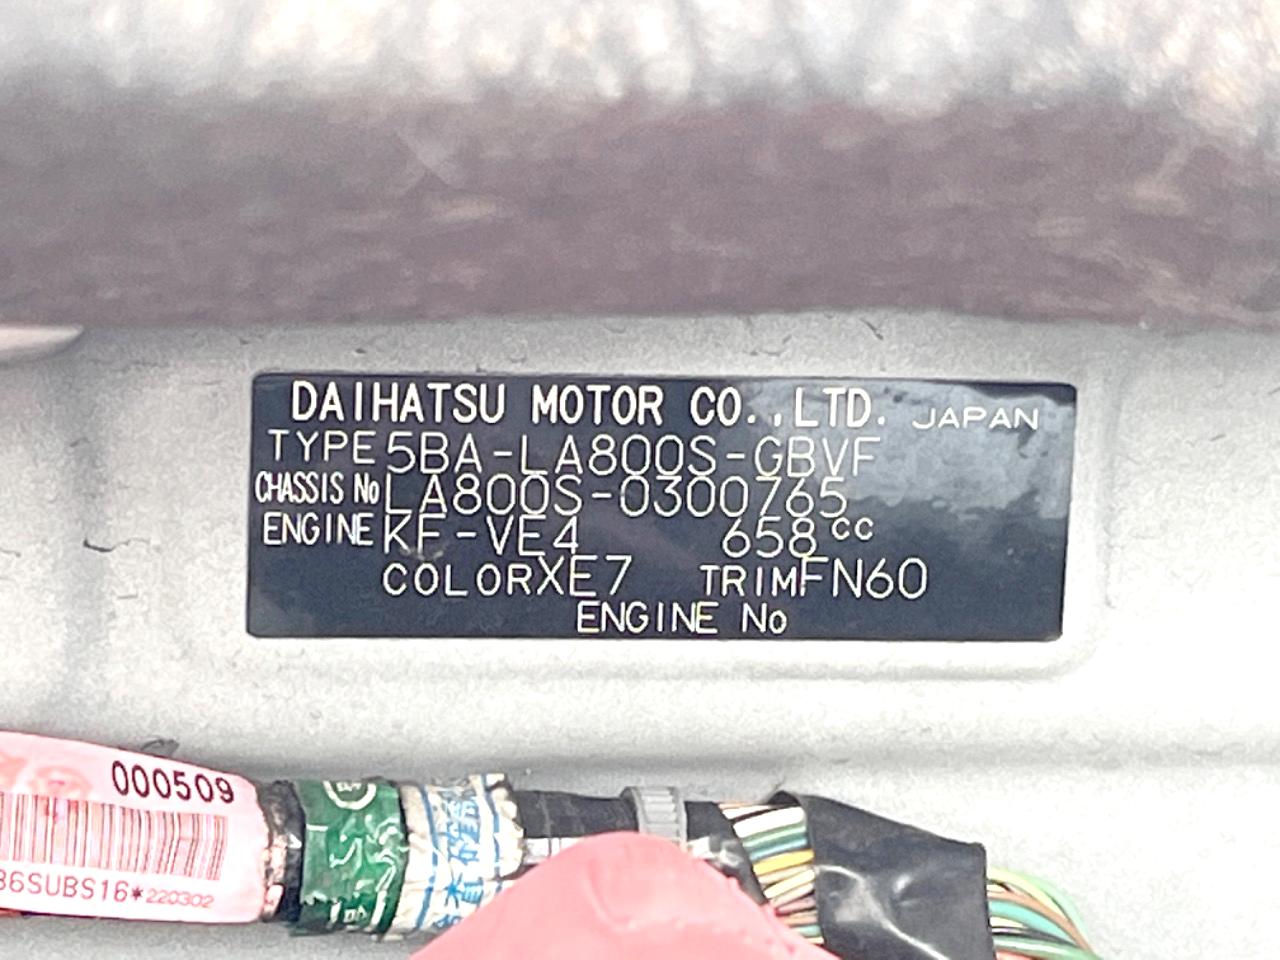 DAIHATSU MOTOR CO.,LTD. JAPAN
TYPE 5BA-LA800S-GBVF
CHASSIS No LA800S-0300765
ENGINE KF-VE4 658cc
COLOR XE7 TRIM FN60
ENGINE No
000509
86SUBS16*220302